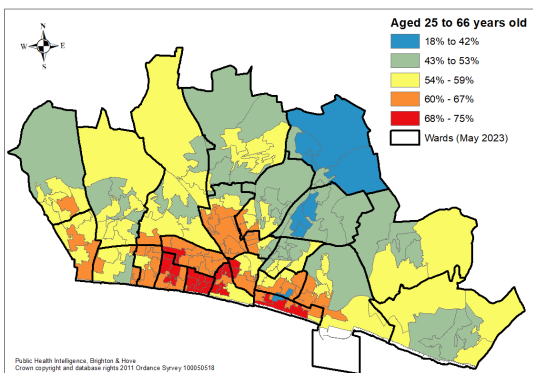 N
W E
S
Aged 25 to 66 years old
18% to 42%
43% to 53%
54% - 59%
60% - 67%
68% - 75%
Wards (May 2023)
Public Health Intelligence, Brighton & Hove
Crown copyright and database rights 2011 Ordance Syrvey 100050518